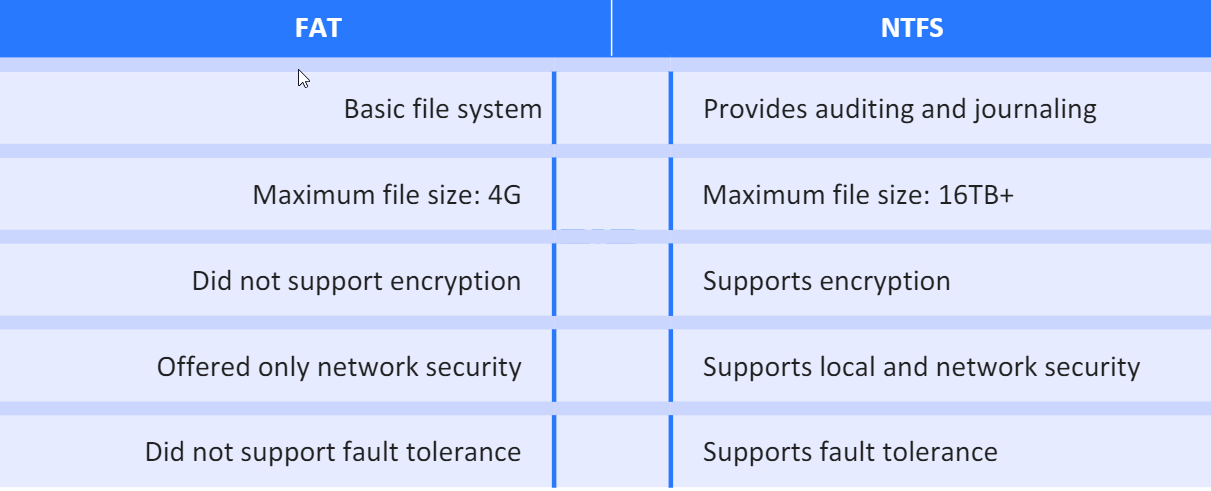 FAT NTFS
Basic file system Provides auditing and journaling
Maximum file size: 4G Maximum file size: 16TB+
Did not support encryption Supports encryption
Offered only network security Supports local and network security
Did not support fault tolerance Supports fault tolerance